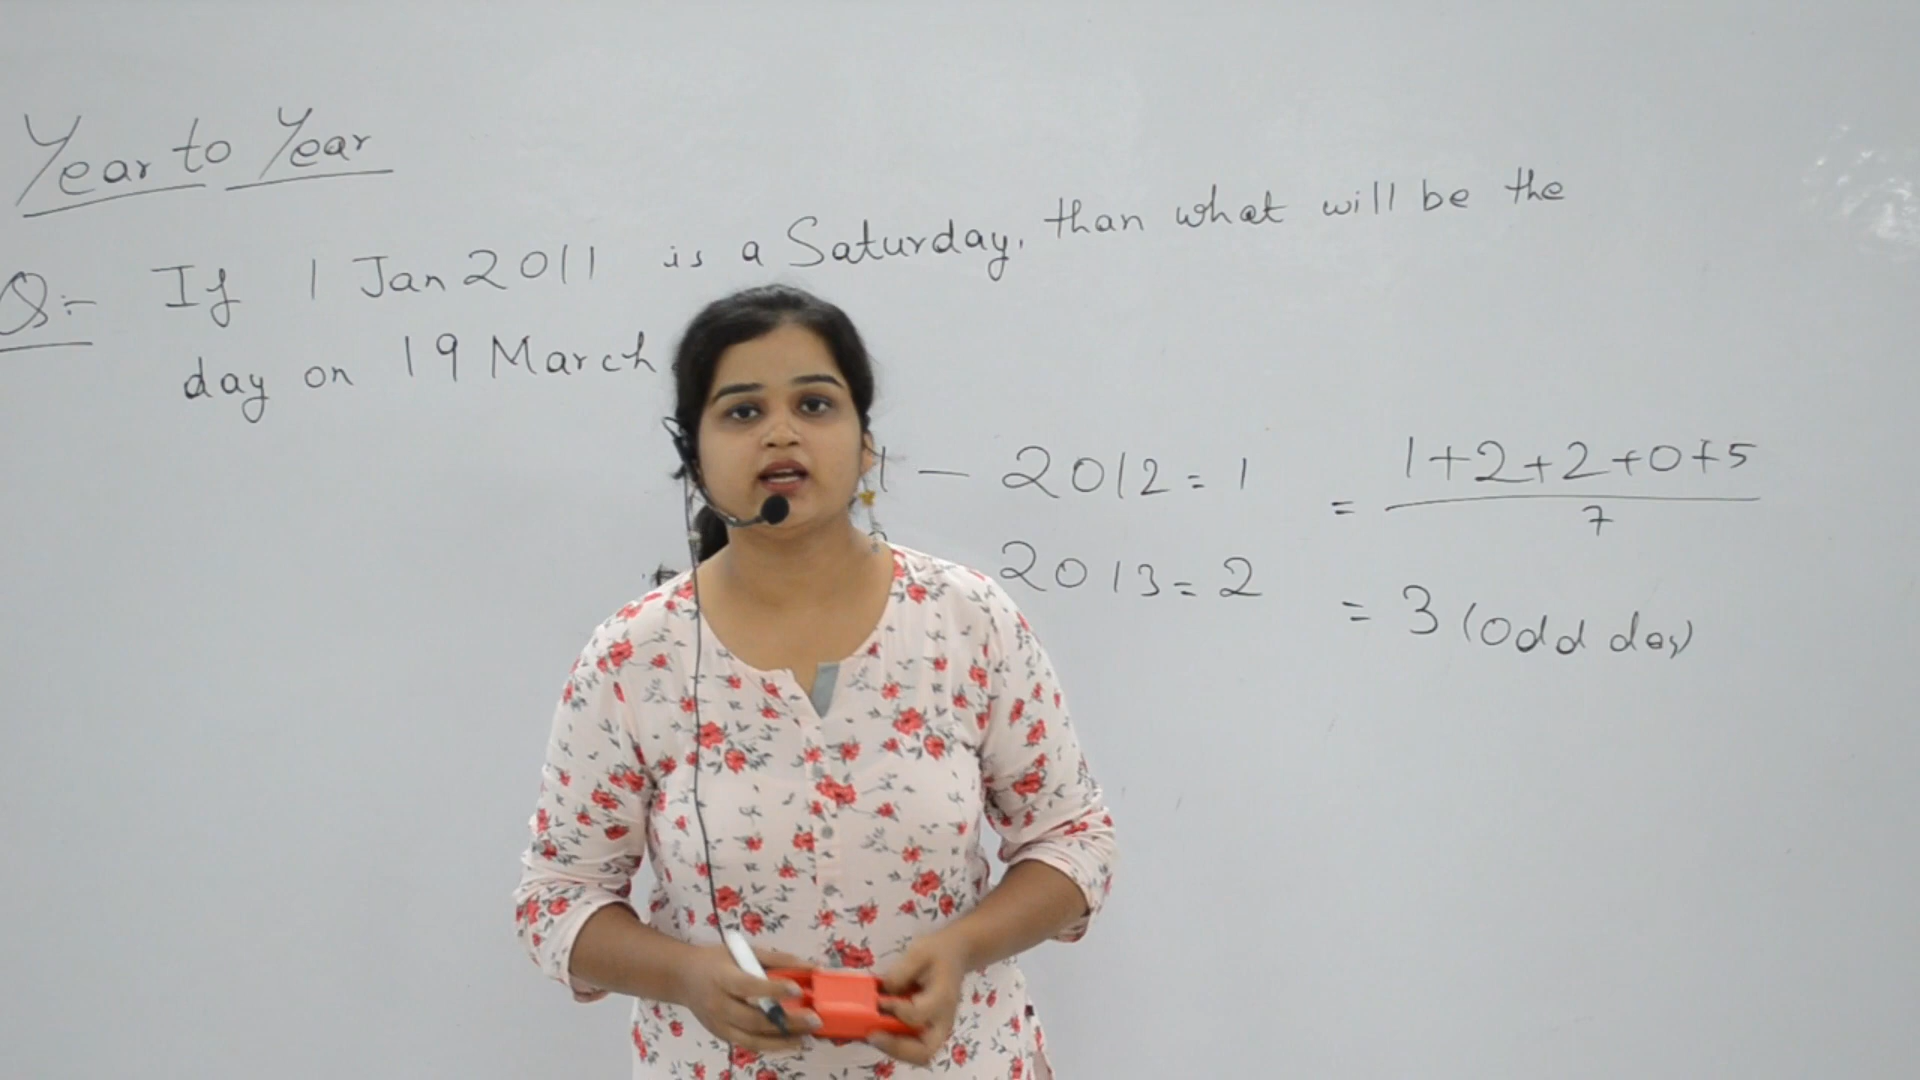 Year to Year
Q:- If 1 Jan 2011 is a Saturday, than what will be the
day on 19 March
1 - 2012 = 1
2013 = 2
= 1+2+2+0+5
7
= 3 (odd day)